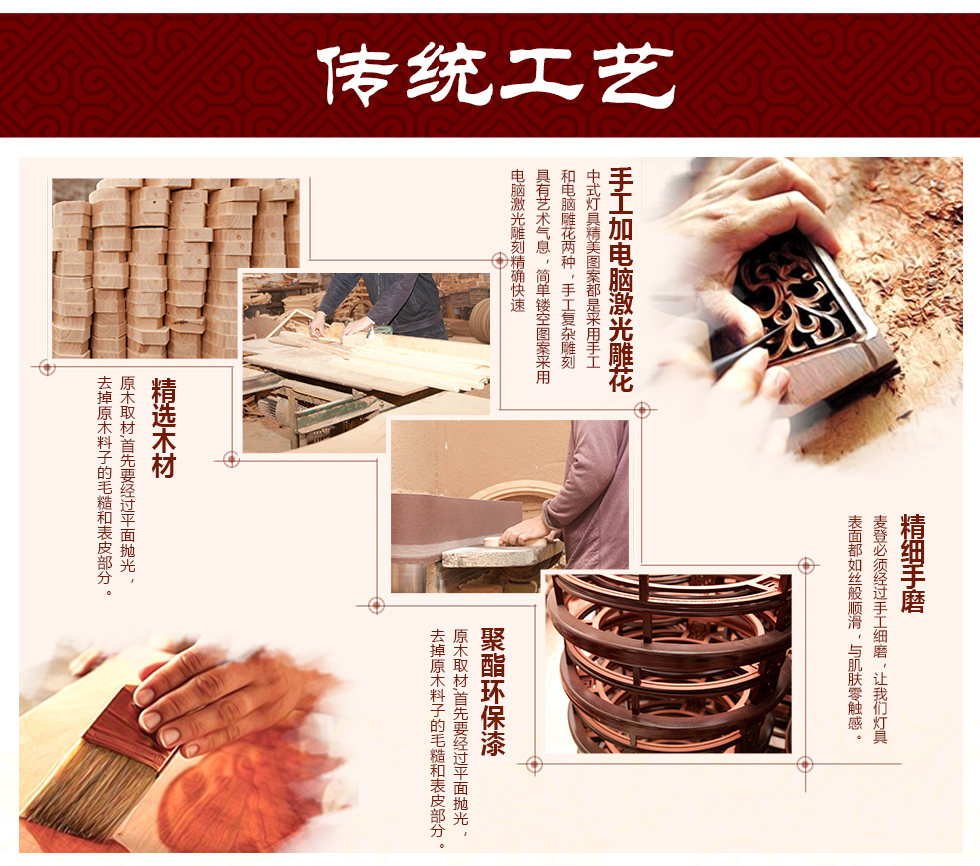 传统工艺
手工加电脑激光雕花
中式灯具精美图案都是采用手工
和电脑雕花两种，手工复杂雕刻
具有艺术气息，简单镂空图案采用
电脑激光雕刻精确快速
精选木材
原木取材,首先要经过平面抛光，
去掉原木料子的毛糙和表皮部分。
精细手磨
麦登必须经过手工细磨，让我们灯具
表面都如丝般顺滑，与肌肤零触感。
聚酯环保漆
原木取材,首先要经过平面抛光，
去掉原木料子的毛糙和表皮部分。